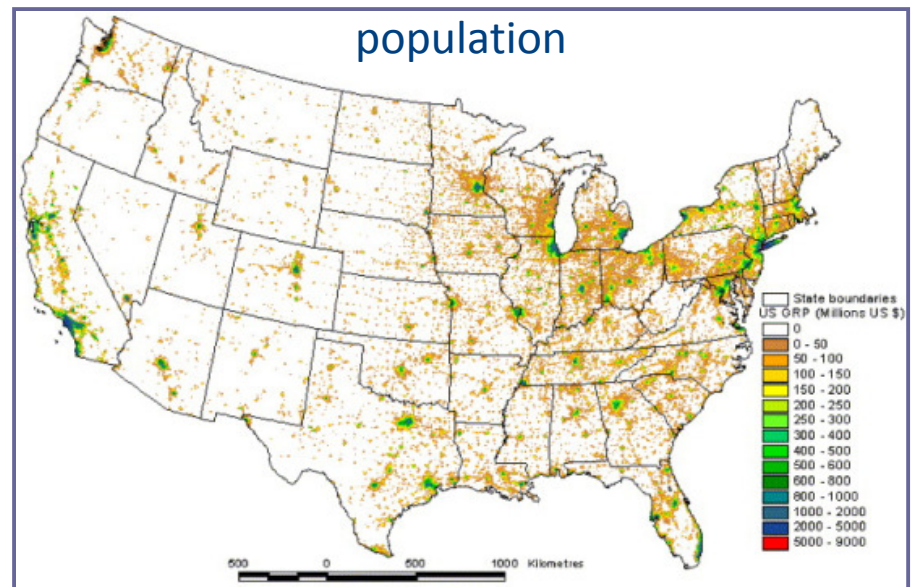 population
State boundaries
US GRP (Millions US $)
0
0 - 50
50 - 100
100 - 150
150 - 200
200 - 250
250 - 300
300 - 400
400 - 500
500 - 600
600 - 800
800 - 1000
1000 - 2000
2000 - 5000
5000 - 9000
500 0 500 1000 Kilometres